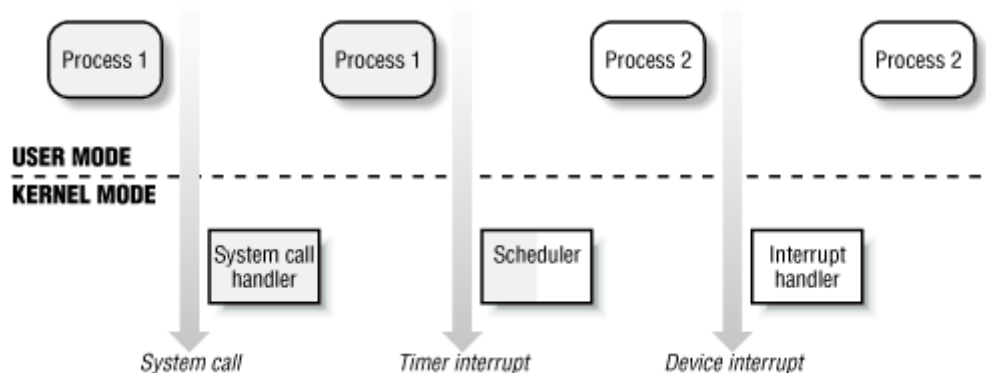 Process 1
Process 1
Process 2
Process 2
USER MODE
KERNEL MODE
System call
handler
Scheduler
Interrupt
handler
System call
Timer interrupt
Device interrupt